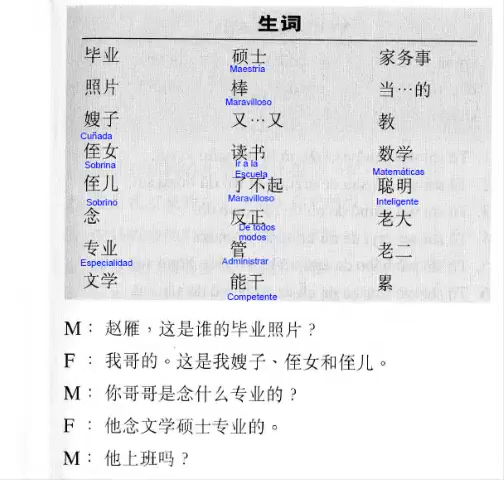 生词
毕业 硕士 家务事
Maestria
照片 棒 当…的
Maravilloso
嫂子 又…又 教
Cuñada
侄女 读书 数学
Sobrina Ir a la Escuela Matemáticas
侄儿 了不起 聪明
Sobrino Maravilloso Inteligente
念 反正 老大
De todos modos
专业 管 老二
Especialidad Administrar
文学 能干 累
Competente
M：赵雁，这是谁的毕业照片？
F：我哥的。这是我嫂子、侄女和侄儿。
M：你哥哥是念什么专业的？
F：他念文学硕士专业的。
M：他上班吗？